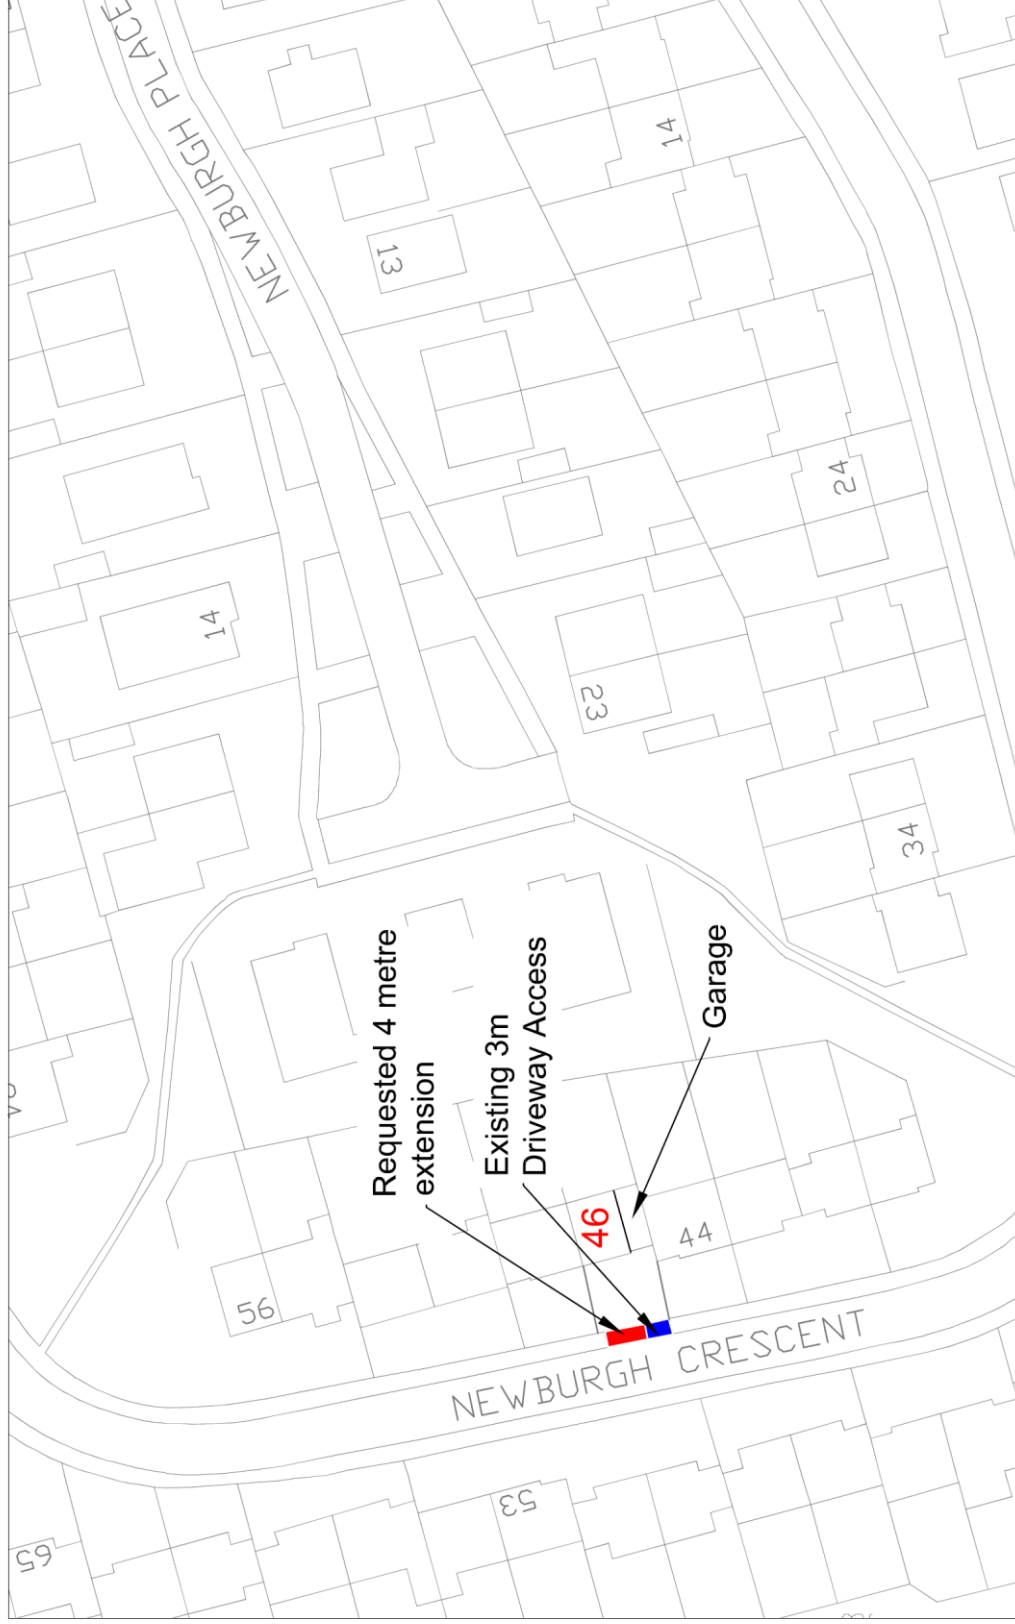 NEWBURGH PLACE
14
13
24
14
23
34
Requested 4 metre
extension
Existing 3m
Driveway Access
Garage
46
44
56
NEWBURGH CRESCENT
53
65